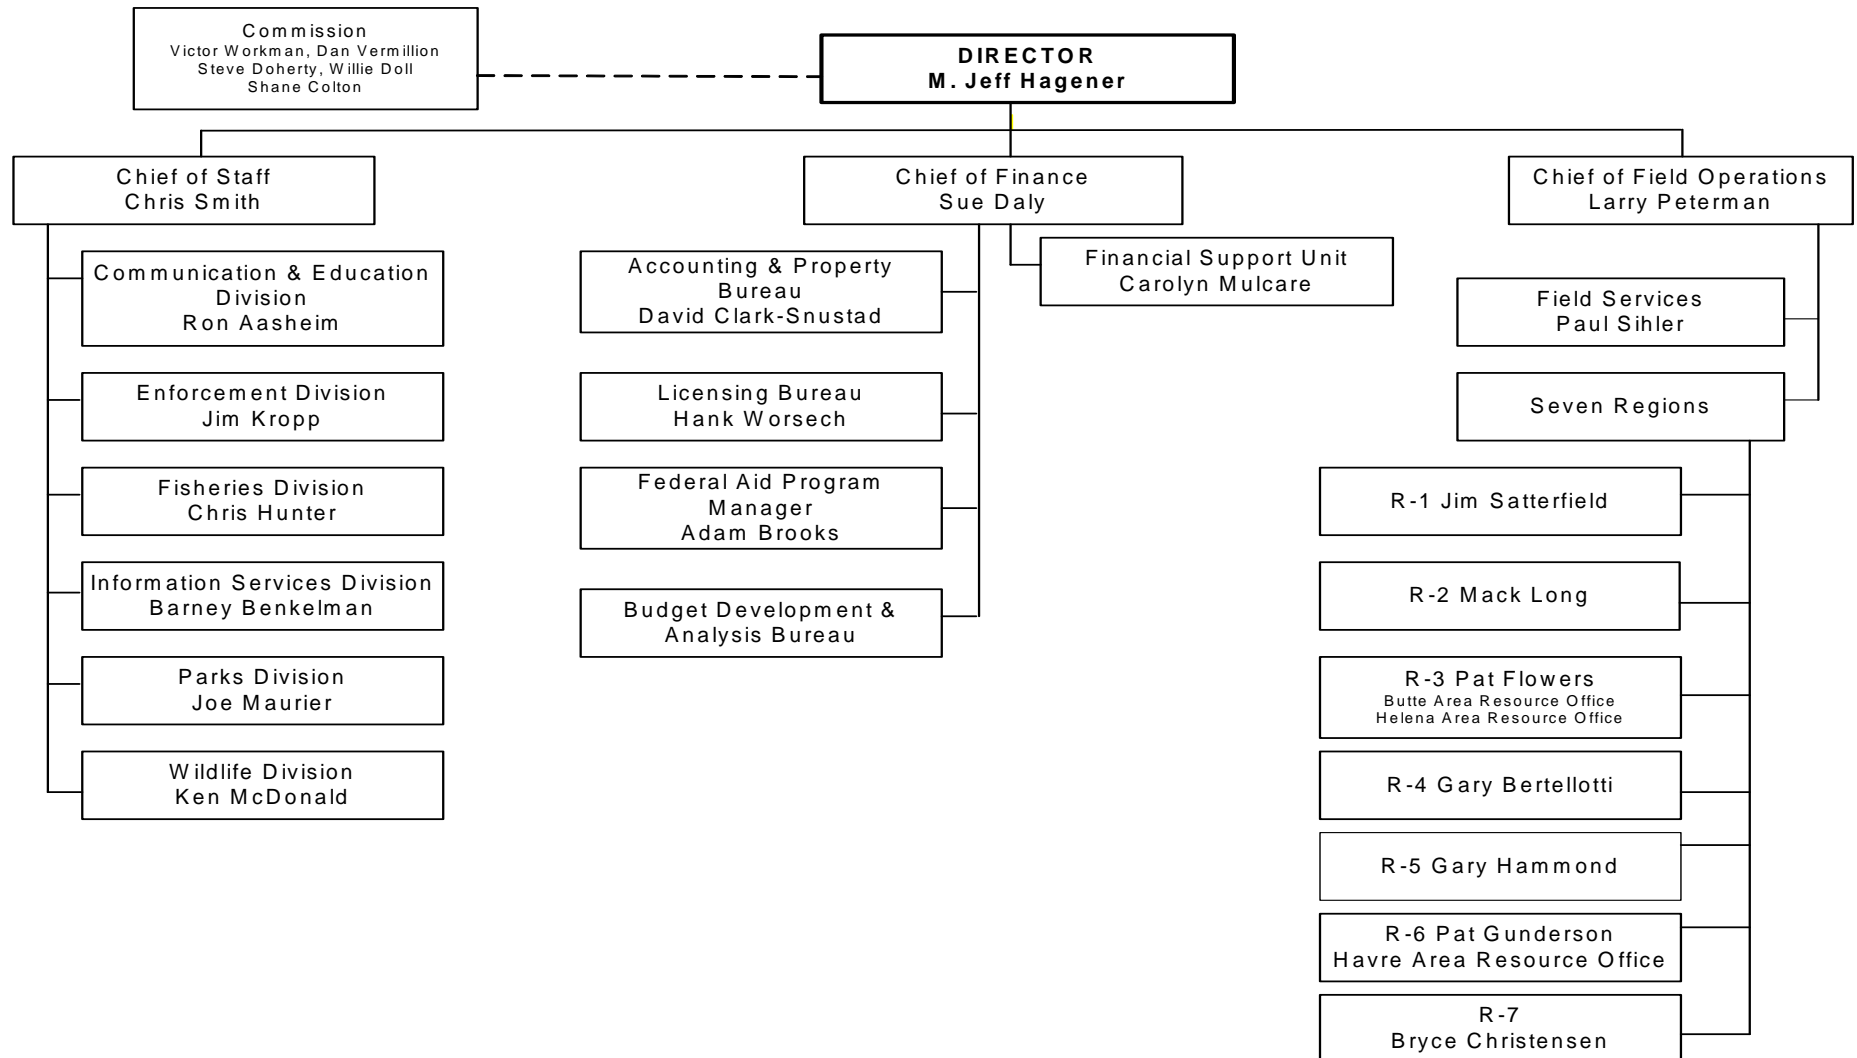 Commission
Victor Workman, Dan Vermillion
Steve Doherty, Willie Doll
Shane Colton
DIRECTOR
M. Jeff Hagener
Chief of Staff
Chris Smith
Communication & Education
Division
Ron Aasheim
Enforcement Division
Jim Kropp
Fisheries Division
Chris Hunter
Information Services Division
Barney Benkelman
Parks Division
Joe Maurier
Wildlife Division
Ken McDonald
Chief of Finance
Sue Daly
Financial Support Unit
Carolyn Mulcare
Accounting & Property
Bureau
David Clark-Snustad
Licensing Bureau
Hank Worsech
Federal Aid Program
Manager
Adam Brooks
Budget Development &
Analysis Bureau
Chief of Field Operations
Larry Peterman
Field Services
Paul Sihler
Seven Regions
R-1 Jim Satterfield
R-2 Mack Long
R-3 Pat Flowers
Butte Area Resource Office
Helena Area Resource Office
R-4 Gary Bertellotti
R-5 Gary Hammond
R-6 Pat Gunderson
Havre Area Resource Office
R-7
Bryce Christensen